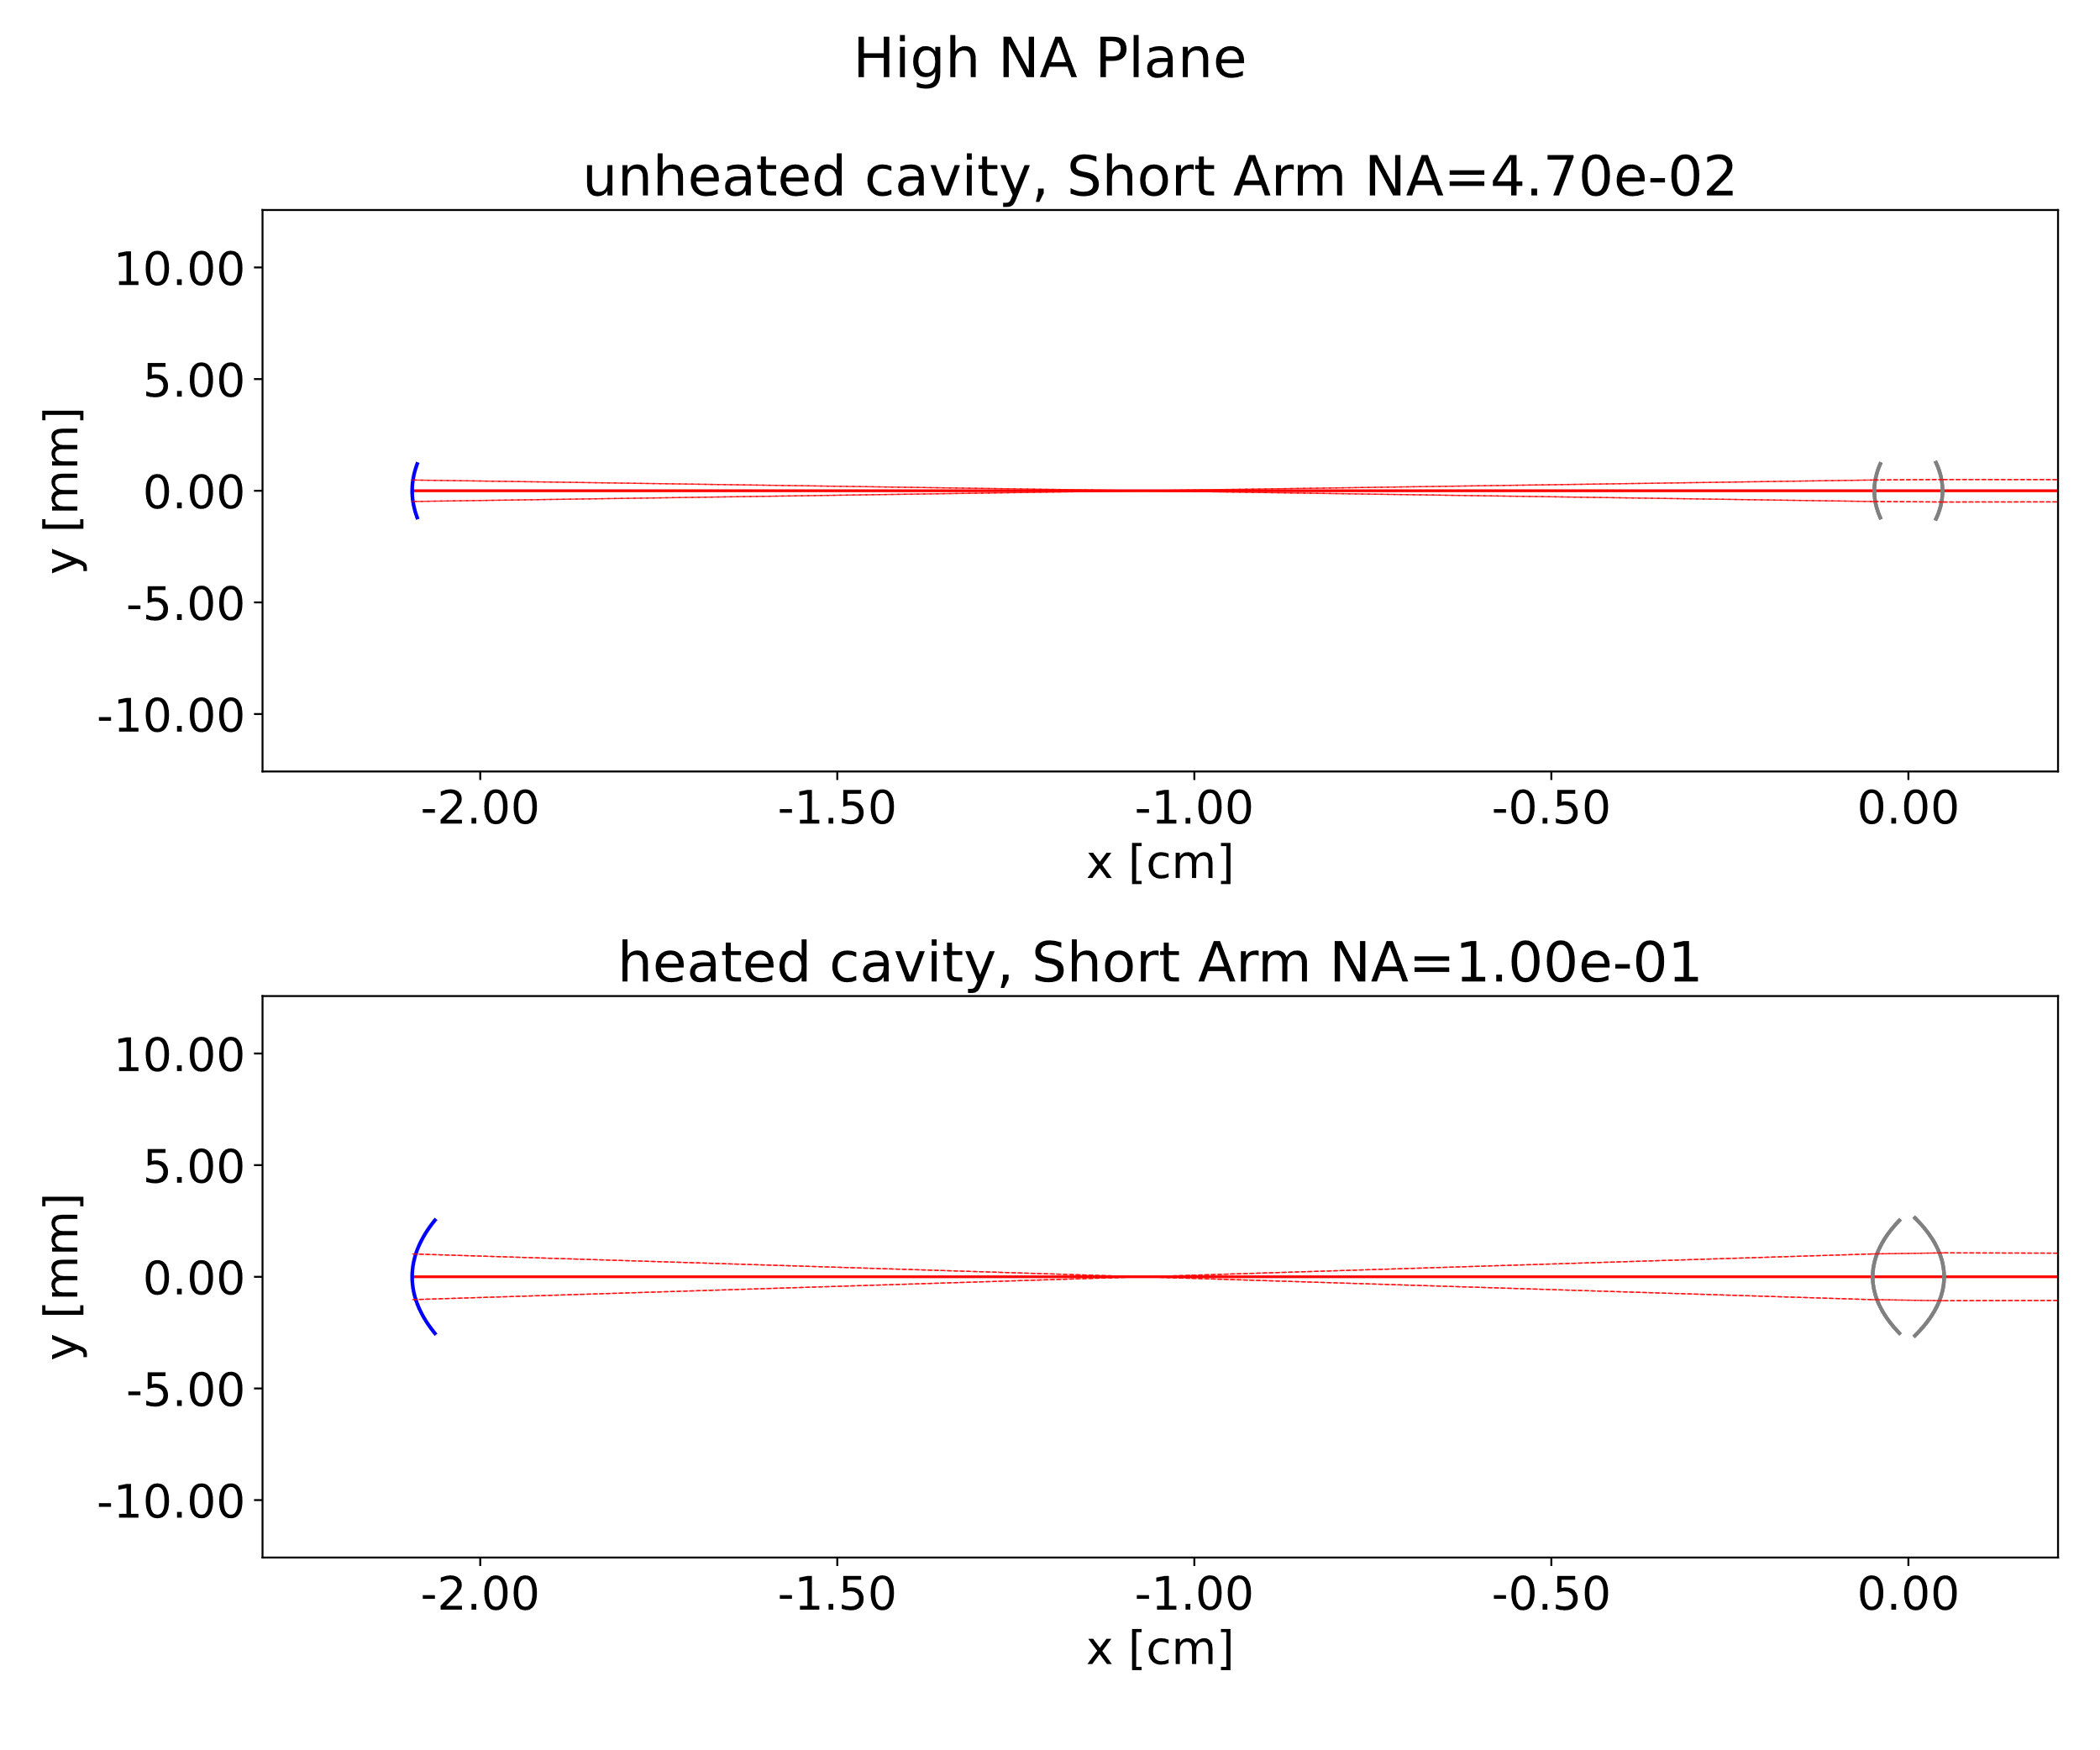 High NA Plane
unheated cavity, Short Arm NA=4.70e-02
10.00
5.00
0.00
-5.00
-10.00
y [mm]
-2.00 -1.50 -1.00 -0.50 0.00
x [cm]
heated cavity, Short Arm NA=1.00e-01
10.00
5.00
0.00
-5.00
-10.00
y [mm]
-2.00 -1.50 -1.00 -0.50 0.00
x [cm]